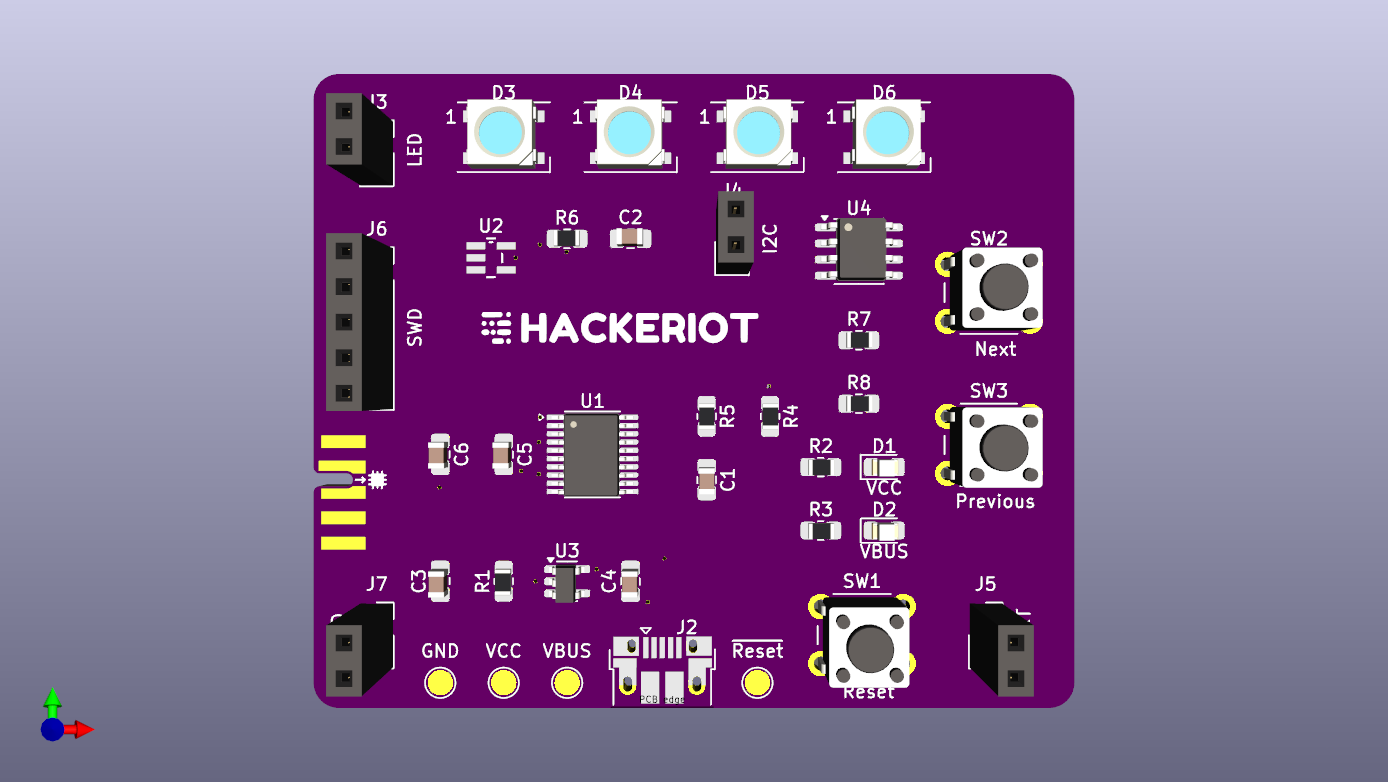 D3
D4
D5
D6
1
1
1
1
J3
LED
J4
J6
U2
R6
C2
I2C
U4
SW2
SWD
HACKERIOT
R7
Next
R8
SW3
U1
R5
R4
C6
C5
C1
R2
D1
VCC
Previous
R3
D2
VBUS
U3
C3
R1
C4
SW1
J7
J5
J2
GND
VCC
VBUS
Reset
Reset
PCB edge